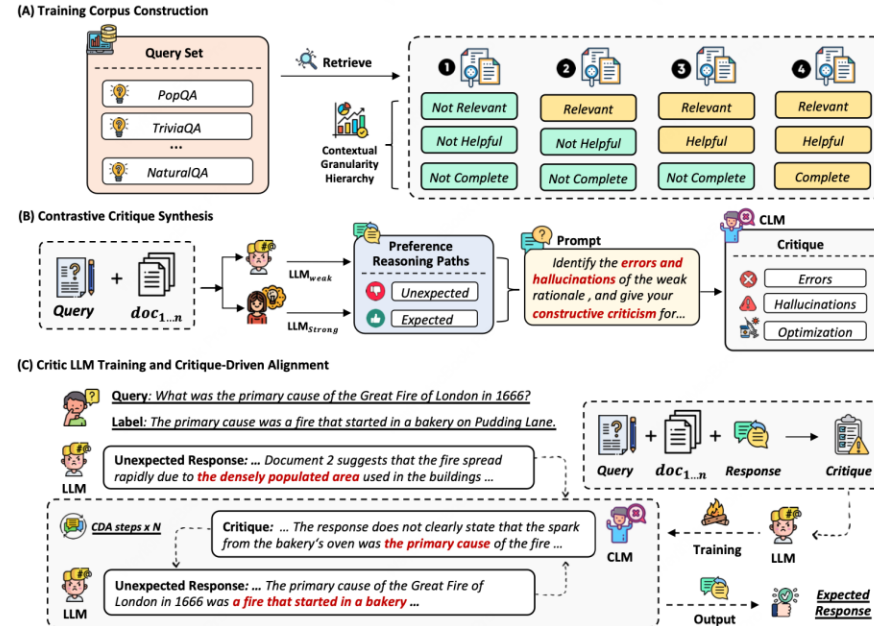 (A) Training Corpus Construction
Query Set
PopQA
TriviaQA
...
NaturalQA
Retrieve
Contextual
Granularity
Hierarchy
1 2 3 4
Not Relevant Relevant Relevant Relevant
Not Helpful Not Helpful Helpful Helpful
Not Complete Not Complete Not Complete Complete
(B) Contrastive Critique Synthesis
Query + doc1...n
LLMweak
LLMStrong
Preference
Reasoning Paths
Unexpected
Expected
Prompt
Identify the errors and
hallucinations of the weak
rationale , and give your
constructive criticism for...
CLM
Critique
Errors
Hallucinations
Optimization
(C) Critic LLM Training and Critique-Driven Alignment
Query: What was the primary cause of the Great Fire of London in 1666?
Label: The primary cause was a fire that started in a bakery on Pudding Lane.
LLM
Unexpected Response: ... Document 2 suggests that the fire spread
rapidly due to the densely populated area used in the buildings ...
CDA steps x N
Critique: ... The response does not clearly state that the spark
from the bakery's oven was the primary cause of the fire ...
CLM
LLM
Unexpected Response: ... The primary cause of the Great Fire of
London in 1666 was a fire that started in a bakery ...
Query + doc1...n + Response Critique
Training
LLM
Output
Expected
Response